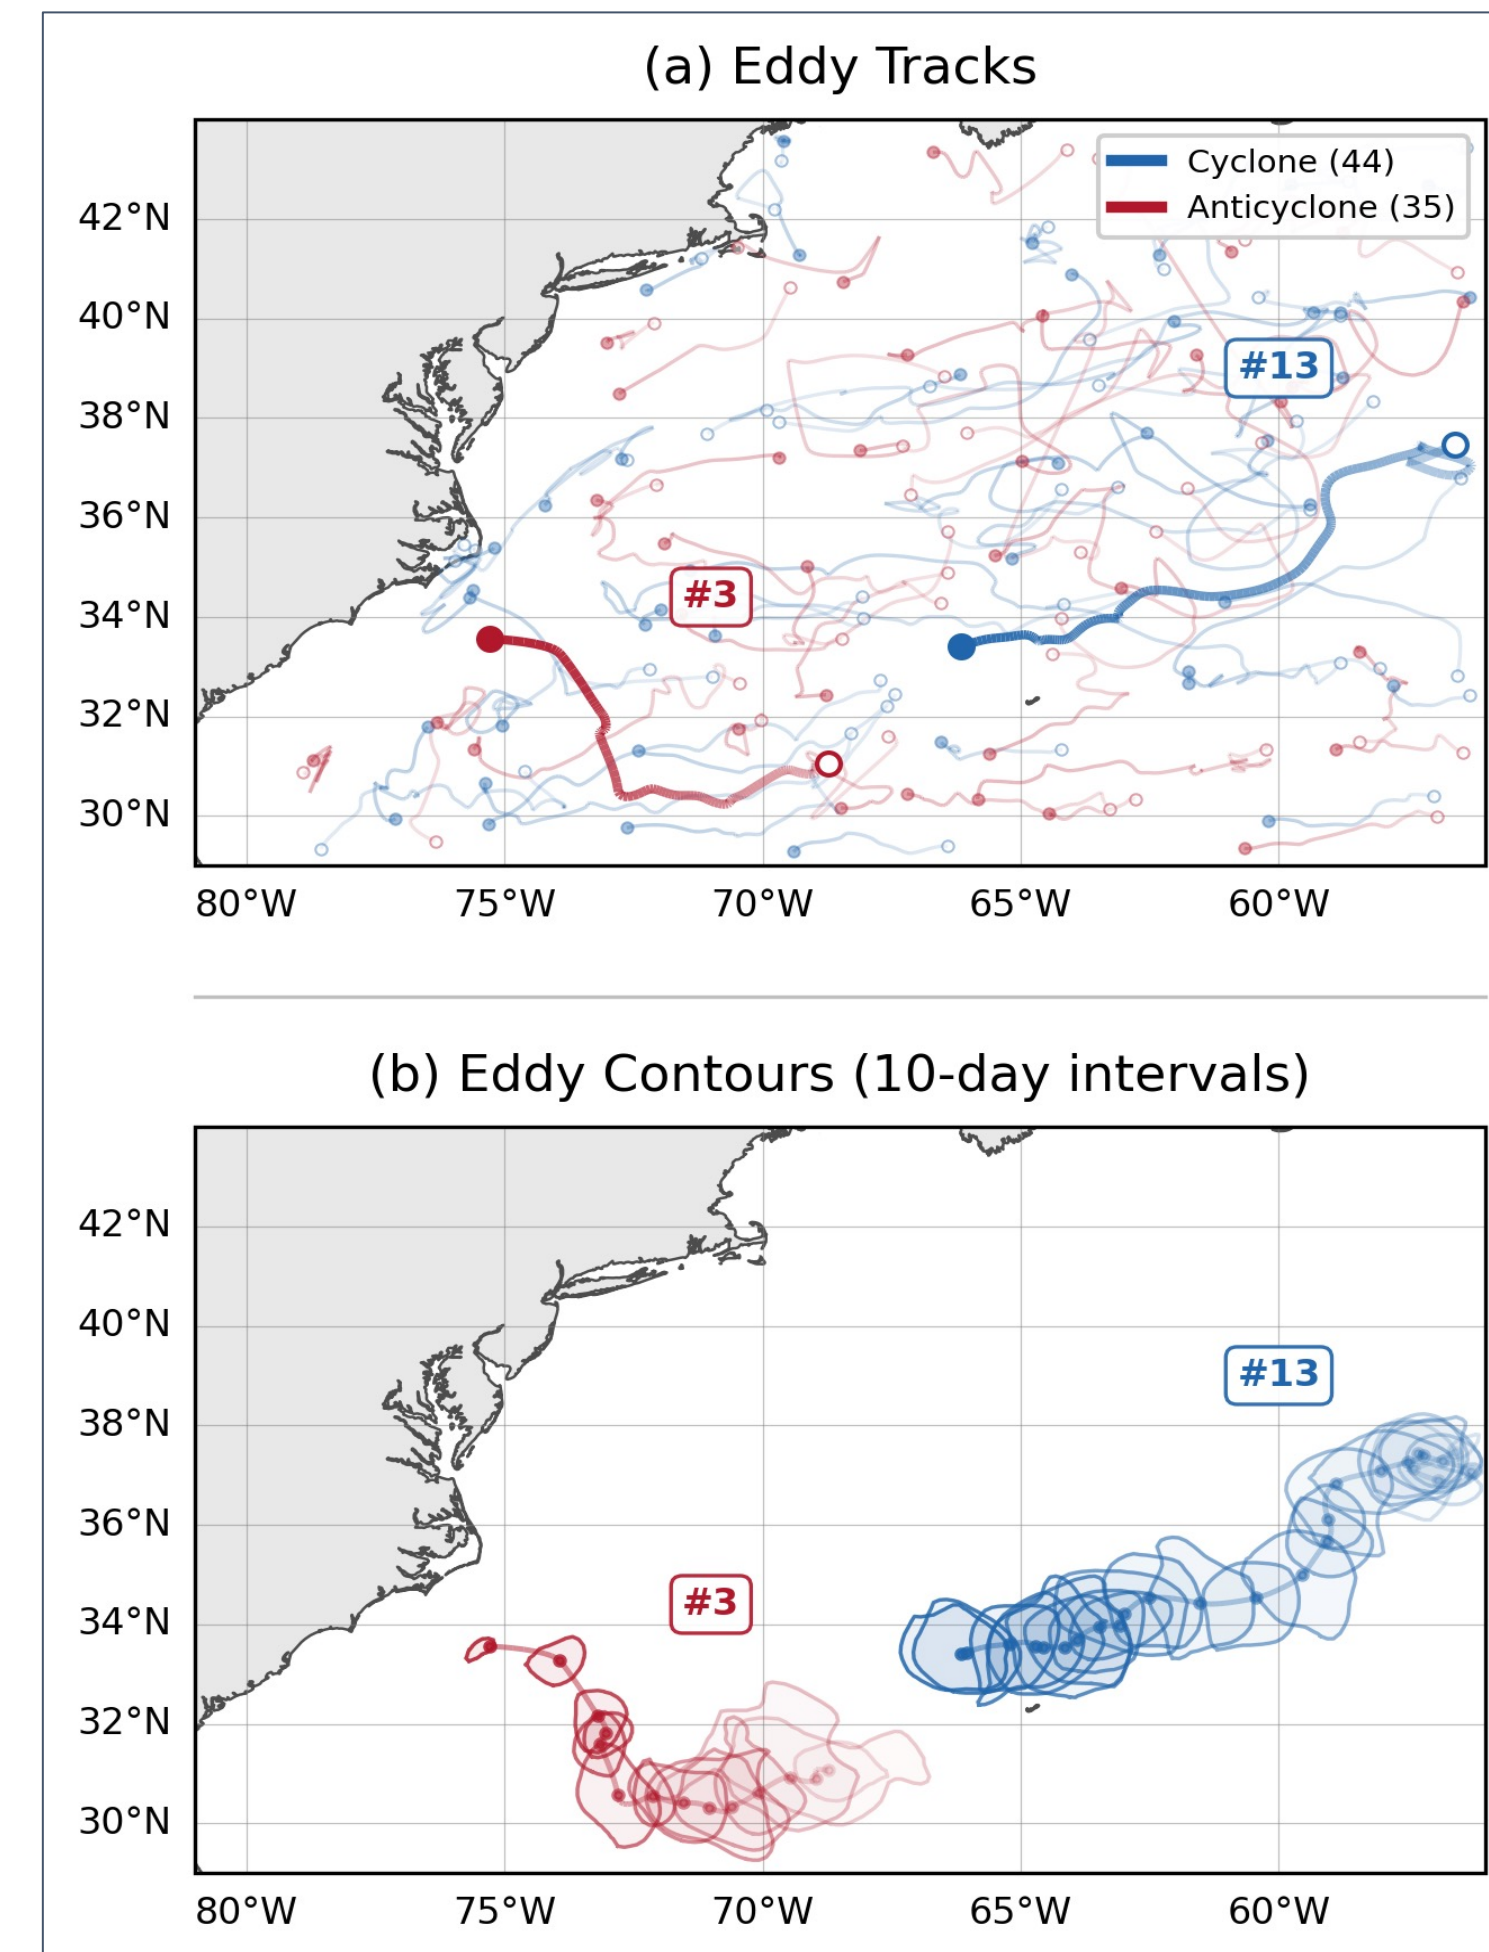 (a) Eddy Tracks
Cyclone (44)
Anticyclone (35)
42°N
40°N
#13
38°N
36°N
#3
34°N
32°N
30°N
80°W 75°W 70°W 65°W 60°W
(b) Eddy Contours (10-day intervals)
42°N
40°N
#13
38°N
36°N
#3
34°N
32°N
30°N
80°W 75°W 70°W 65°W 60°W